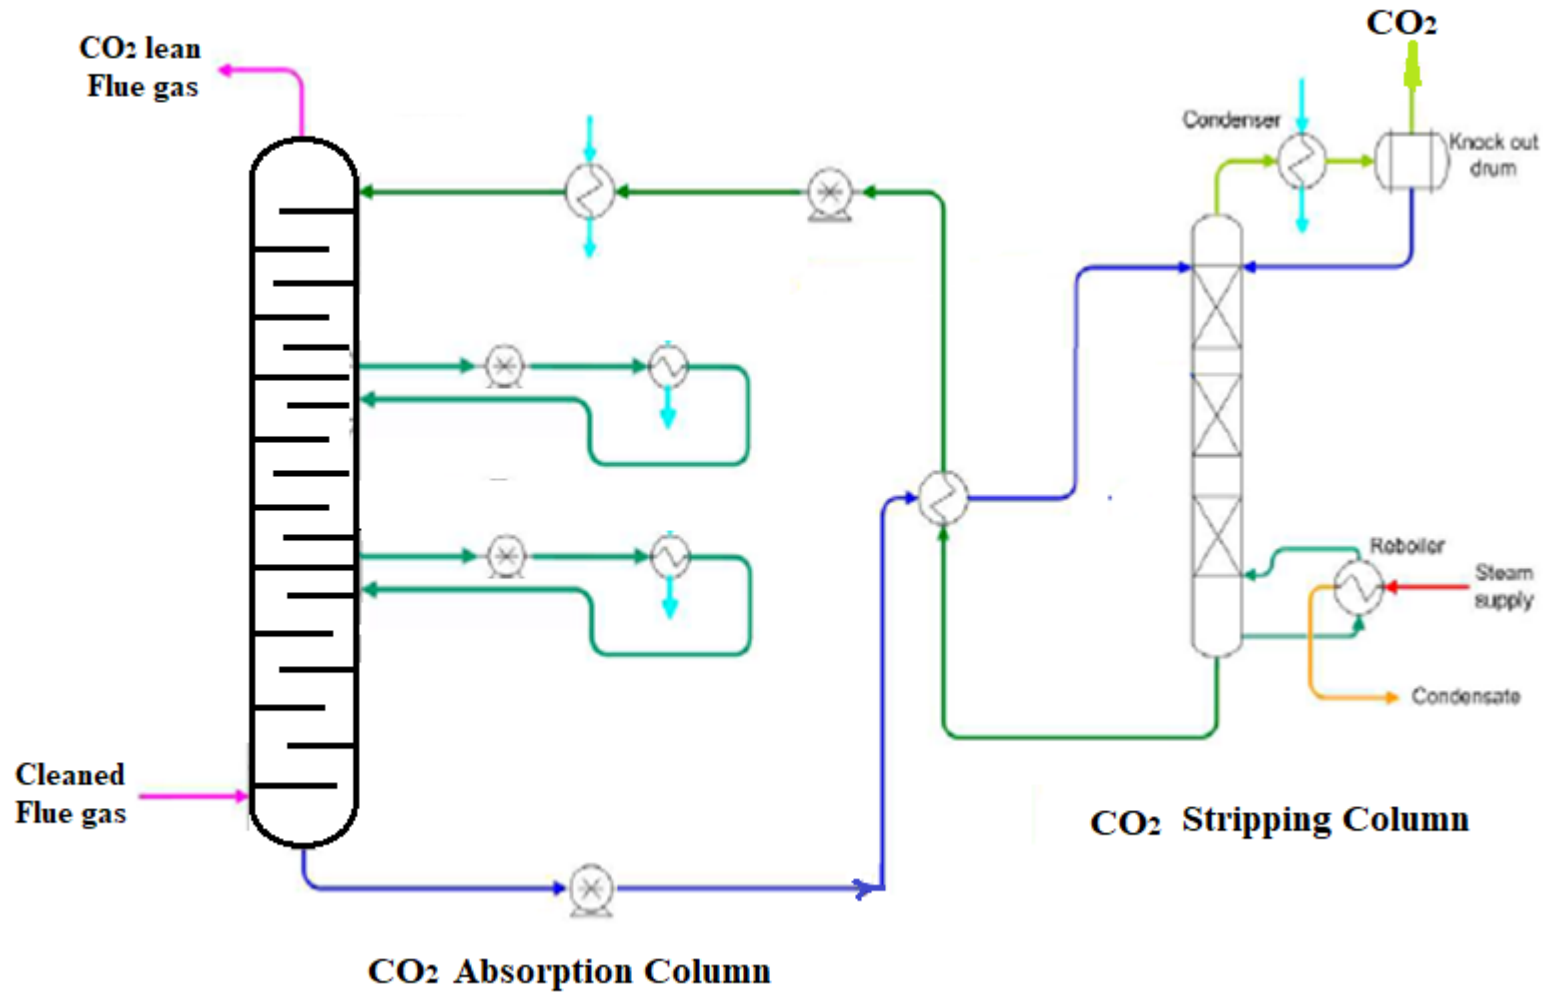 CO2
CO2 lean
Flue gas
Condenser
Knock out
drum
Reboiler
Steam
supply
Condensate
Cleaned
Flue gas
CO2 Stripping Column
CO2 Absorption Column